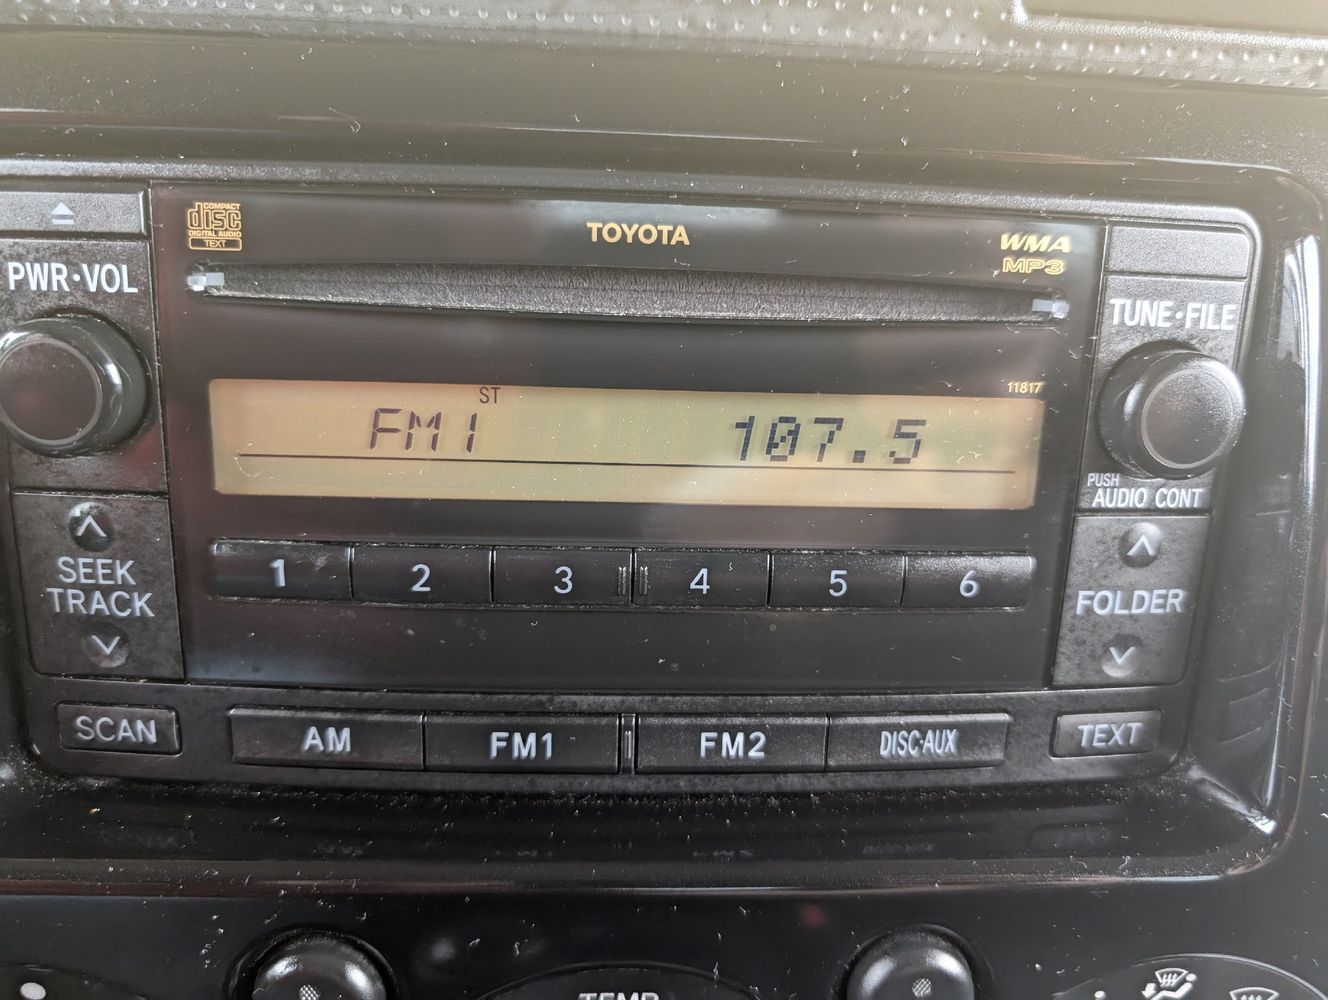 COMPACT
disc
DIGITAL AUDIO
TEXT
TOYOTA
WMA
MP3
PWR·VOL
TUNE·FILE
11817
ST
FM1
107.5
PUSH
AUDIO CONT
SEEK
TRACK
1
2
3
4
5
6
FOLDER
SCAN
AM
FM1
FM2
DISC·AUX
TEXT
TEMP